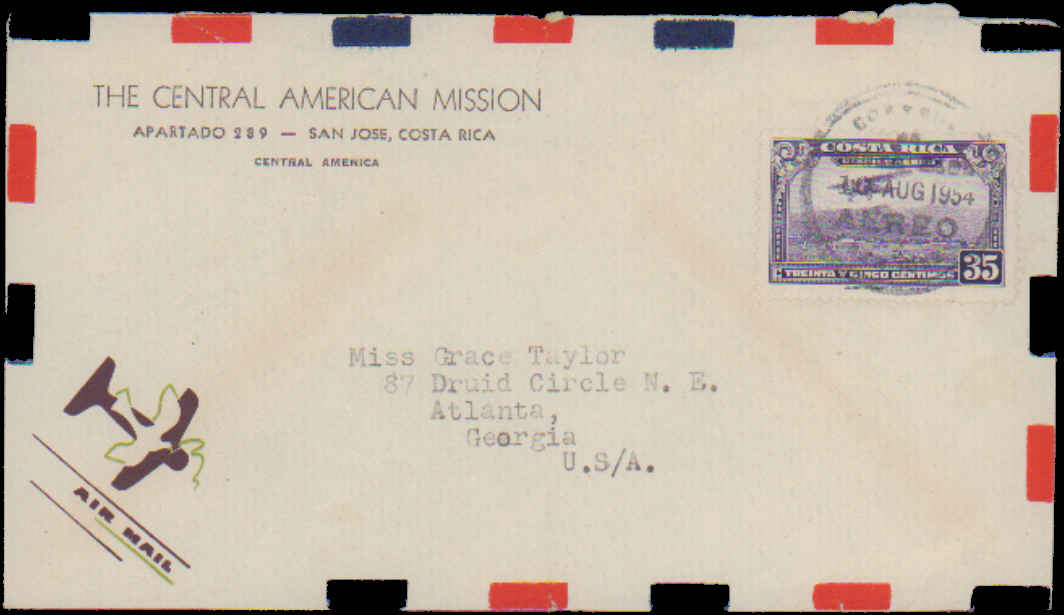 THE CENTRAL AMERICAN MISSION
APARTADO 289 — SAN JOSE, COSTA RICA
CENTRAL AMERICA
COSTA RICA
AUG 1954
AEREO
TREINTA Y CINCO CENTIMOS
35
Miss Grace Taylor
87 Druid Circle N. E.
Atlanta,
Georgia
U.S/A.
AIR MAIL